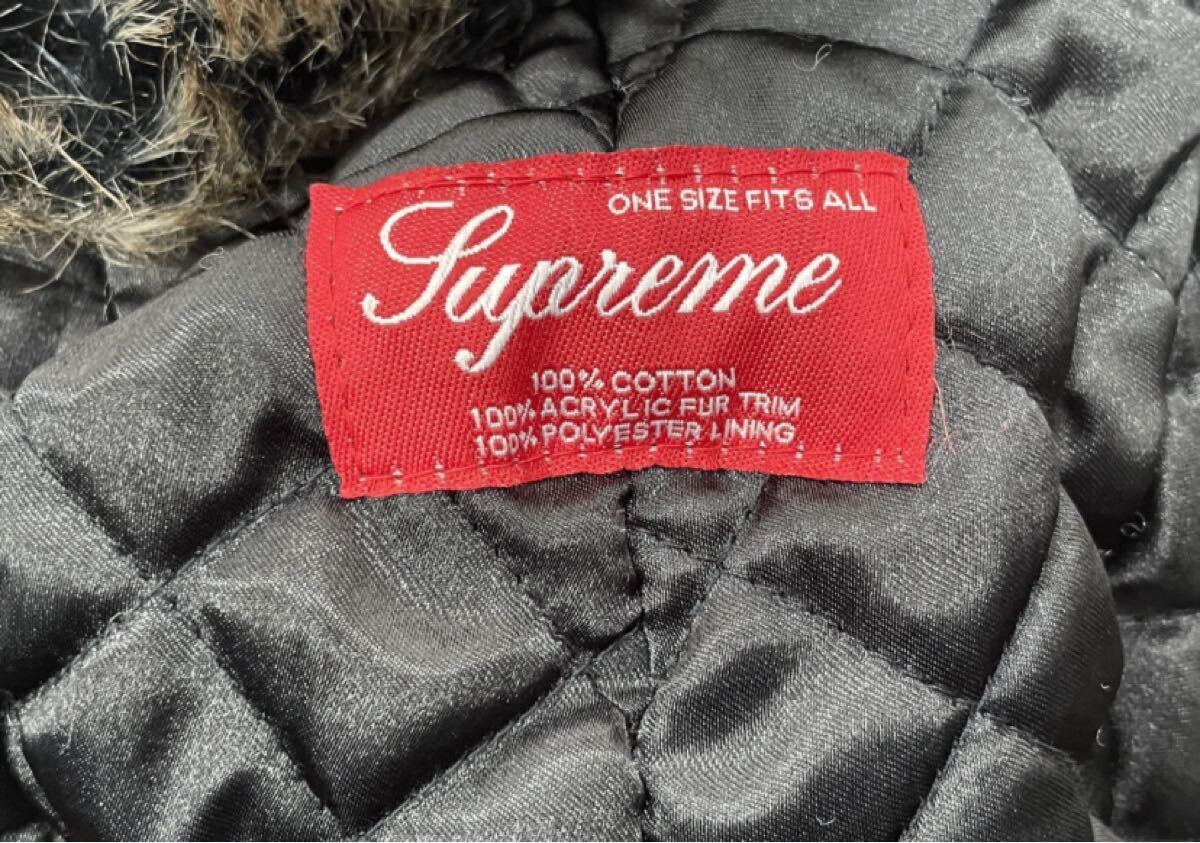 ONE SIZE FITS ALL
Supreme
100% COTTON
100% ACRYLIC FUR TRIM
100% POLYESTER LINING